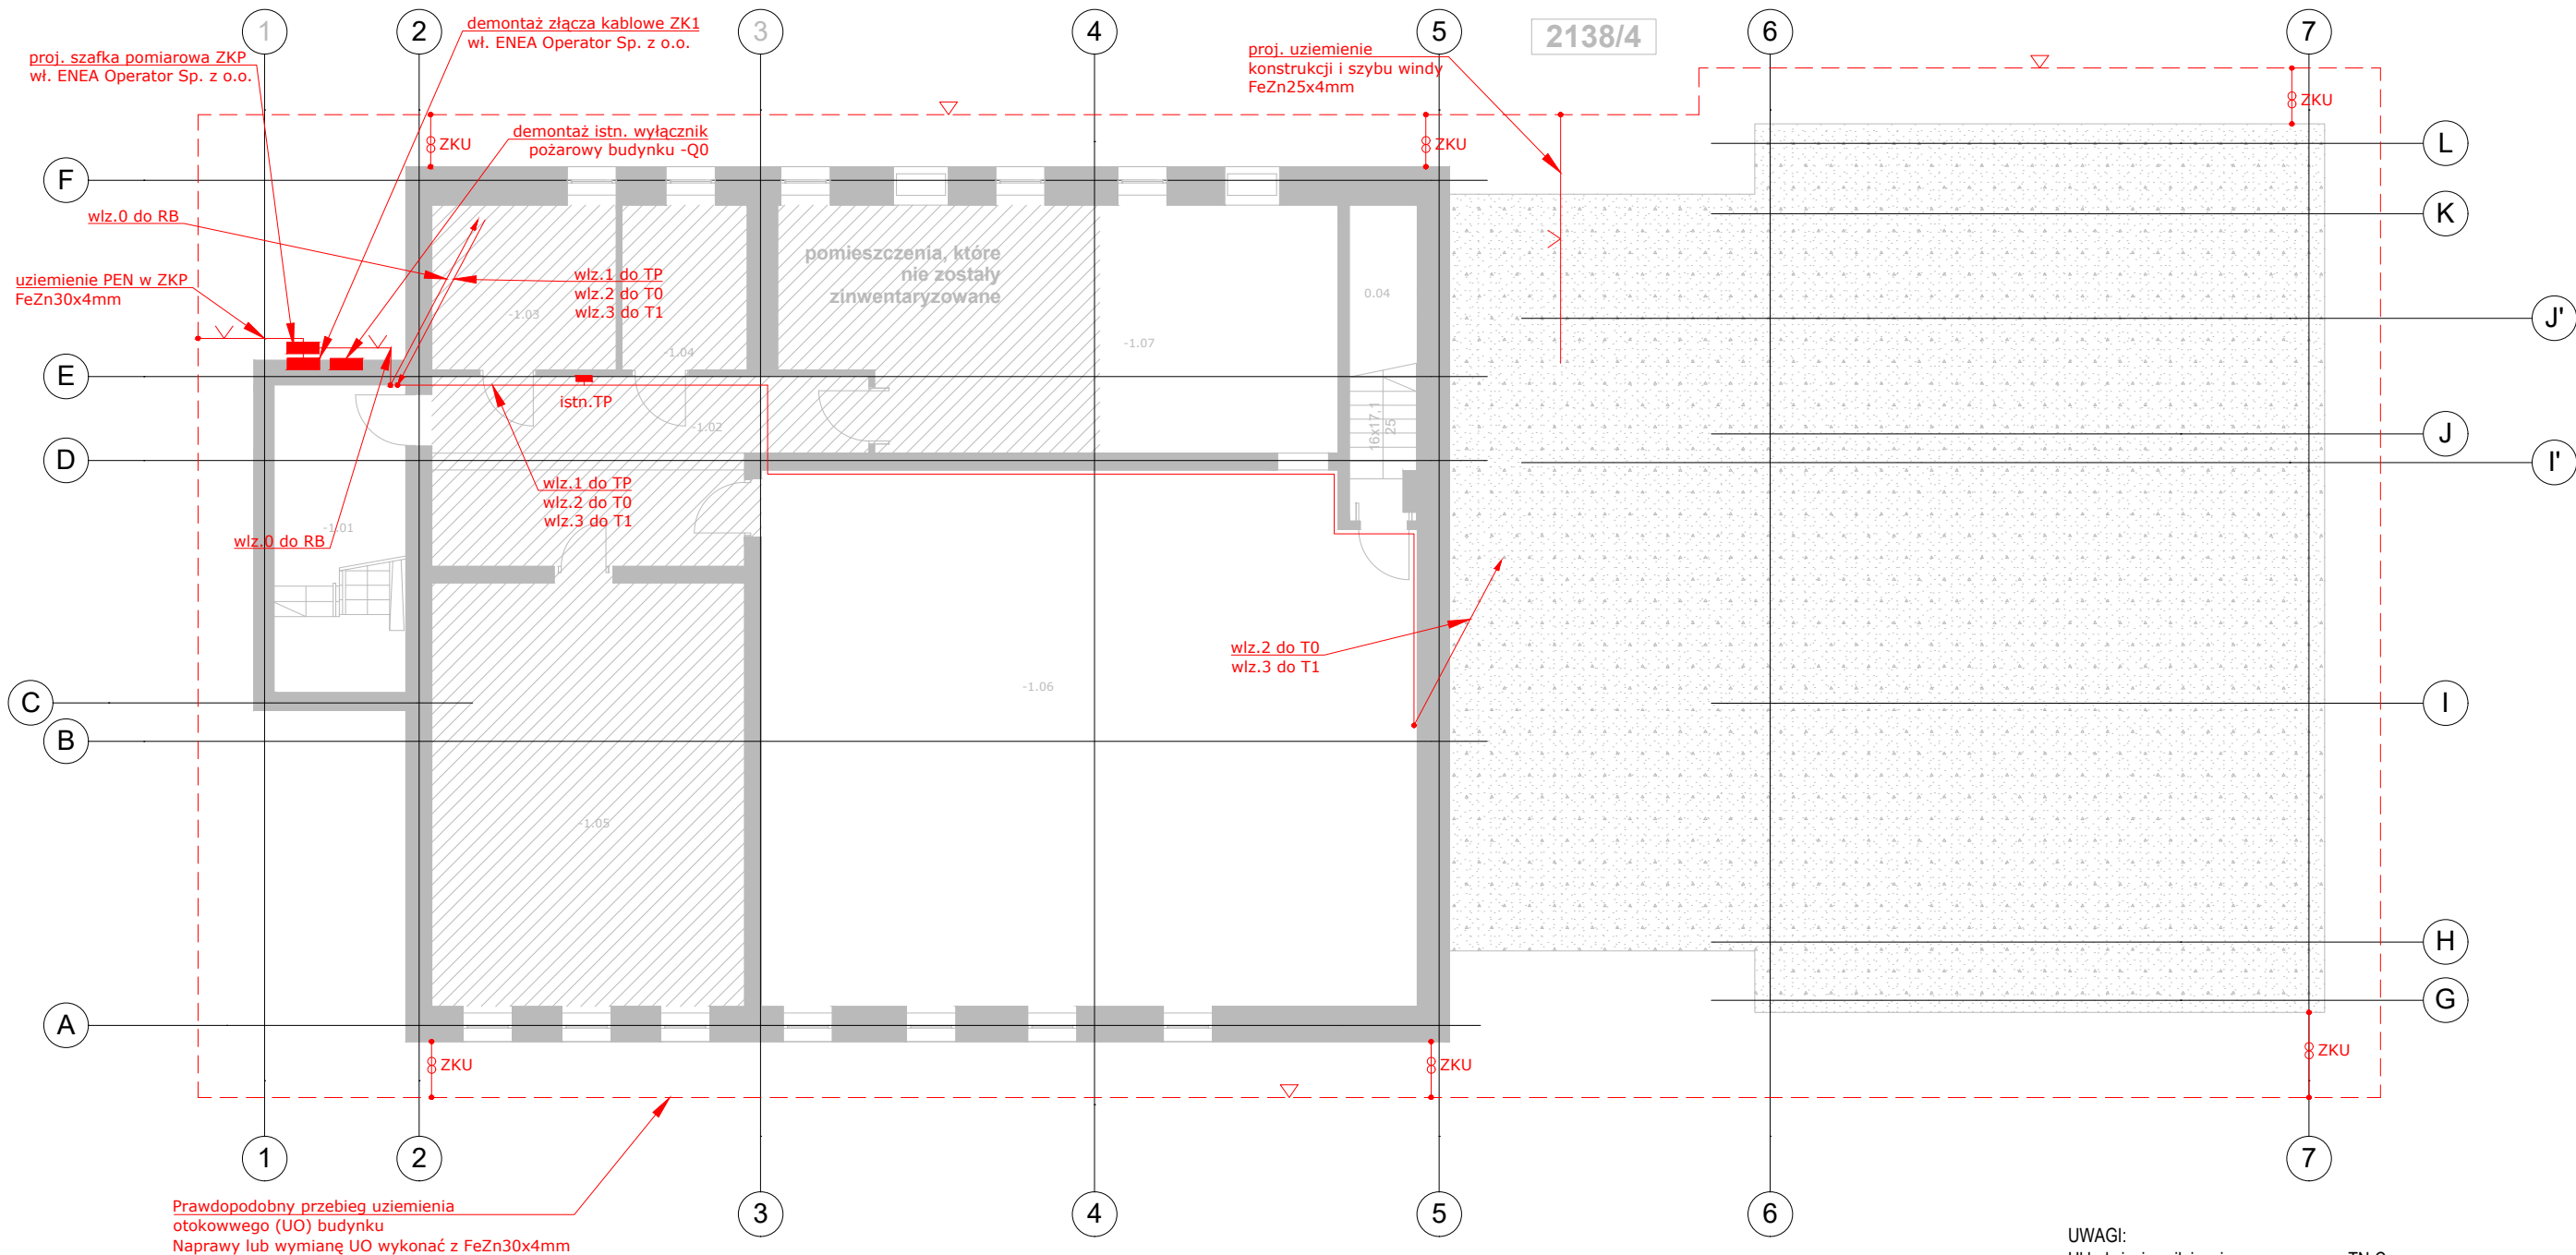 1
2
demontaż złącza kablowe ZK1
wł. ENEA Operator Sp. z o.o.
3
4
5
2138/4
6
7
proj. szafka pomiarowa ZKP
wł. ENEA Operator Sp. z o.o.
proj. uziemienie
konstrukcji i szybu windy
FeZn25x4mm
ZKU
demontaż istn. wyłącznik
pożarowy budynku -Q0
ZKU
ZKU
L
F
K
wlz.0 do RB
pomieszczenia, które
nie zostały
zinwentaryzowane
uziemienie PEN w ZKP
FeZn30x4mm
wlz.1 do TP
wlz.2 do T0
wlz.3 do T1
0.04
-1.03
J'
-1.04
-1.07
E
istn.TP
-1.02
16x17,1
25
J
D
I'
wlz.1 do TP
wlz.2 do T0
wlz.3 do T1
-1.01
wlz.0 do RB
wlz.2 do T0
wlz.3 do T1
-1.06
C
I
B
-1.05
H
G
A
ZKU
ZKU
ZKU
1
2
7
3
4
5
6
Prawdopodobny przebieg uziemienia
otokowwego (UO) budynku
Naprawy lub wymianę UO wykonać z FeZn30x4mm
UWAGI: